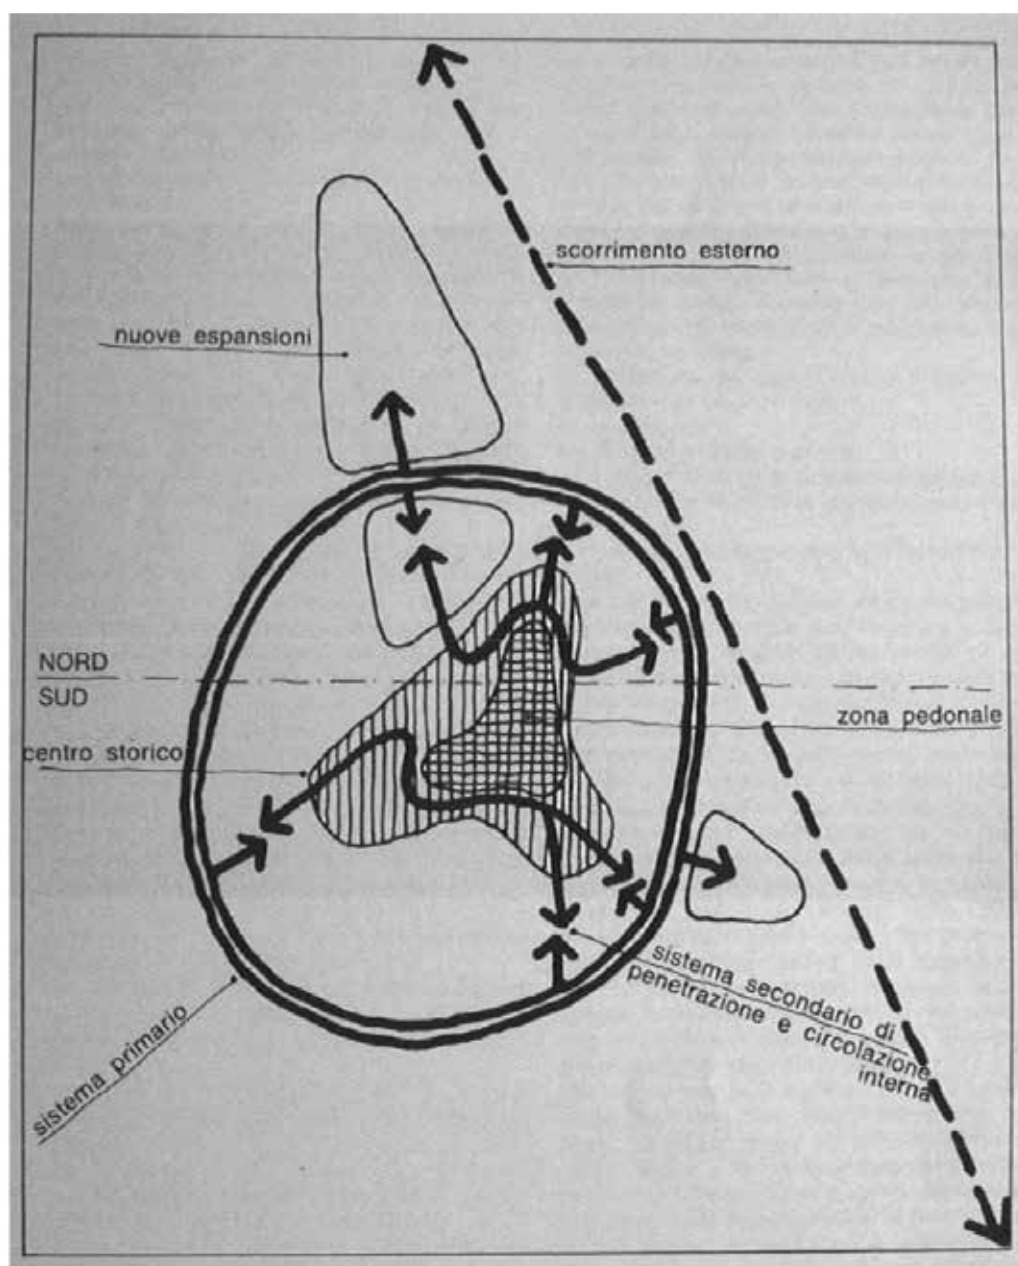 scorrimento esterno
nuove espansioni
NORD
SUD
zona pedonale
centro storico
sistema secondario di
penetrazione e circolazione
interna
sistema primario